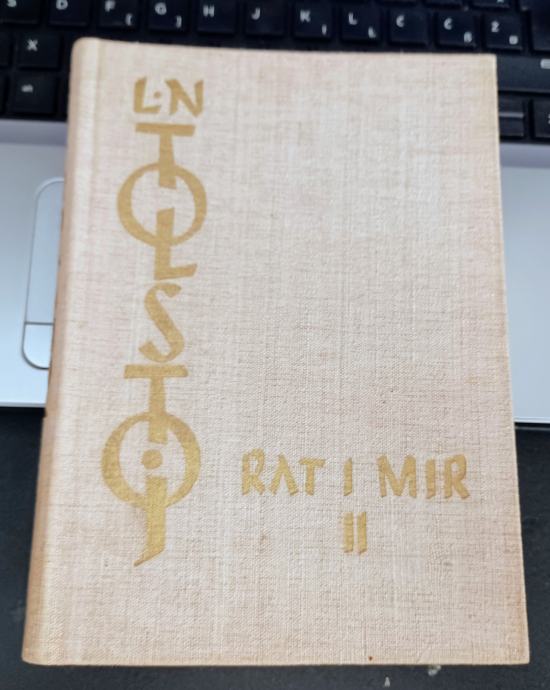 S D F G H J K L Č Ć
X
L·N
TOLSTOJ
RAT I MIR
II